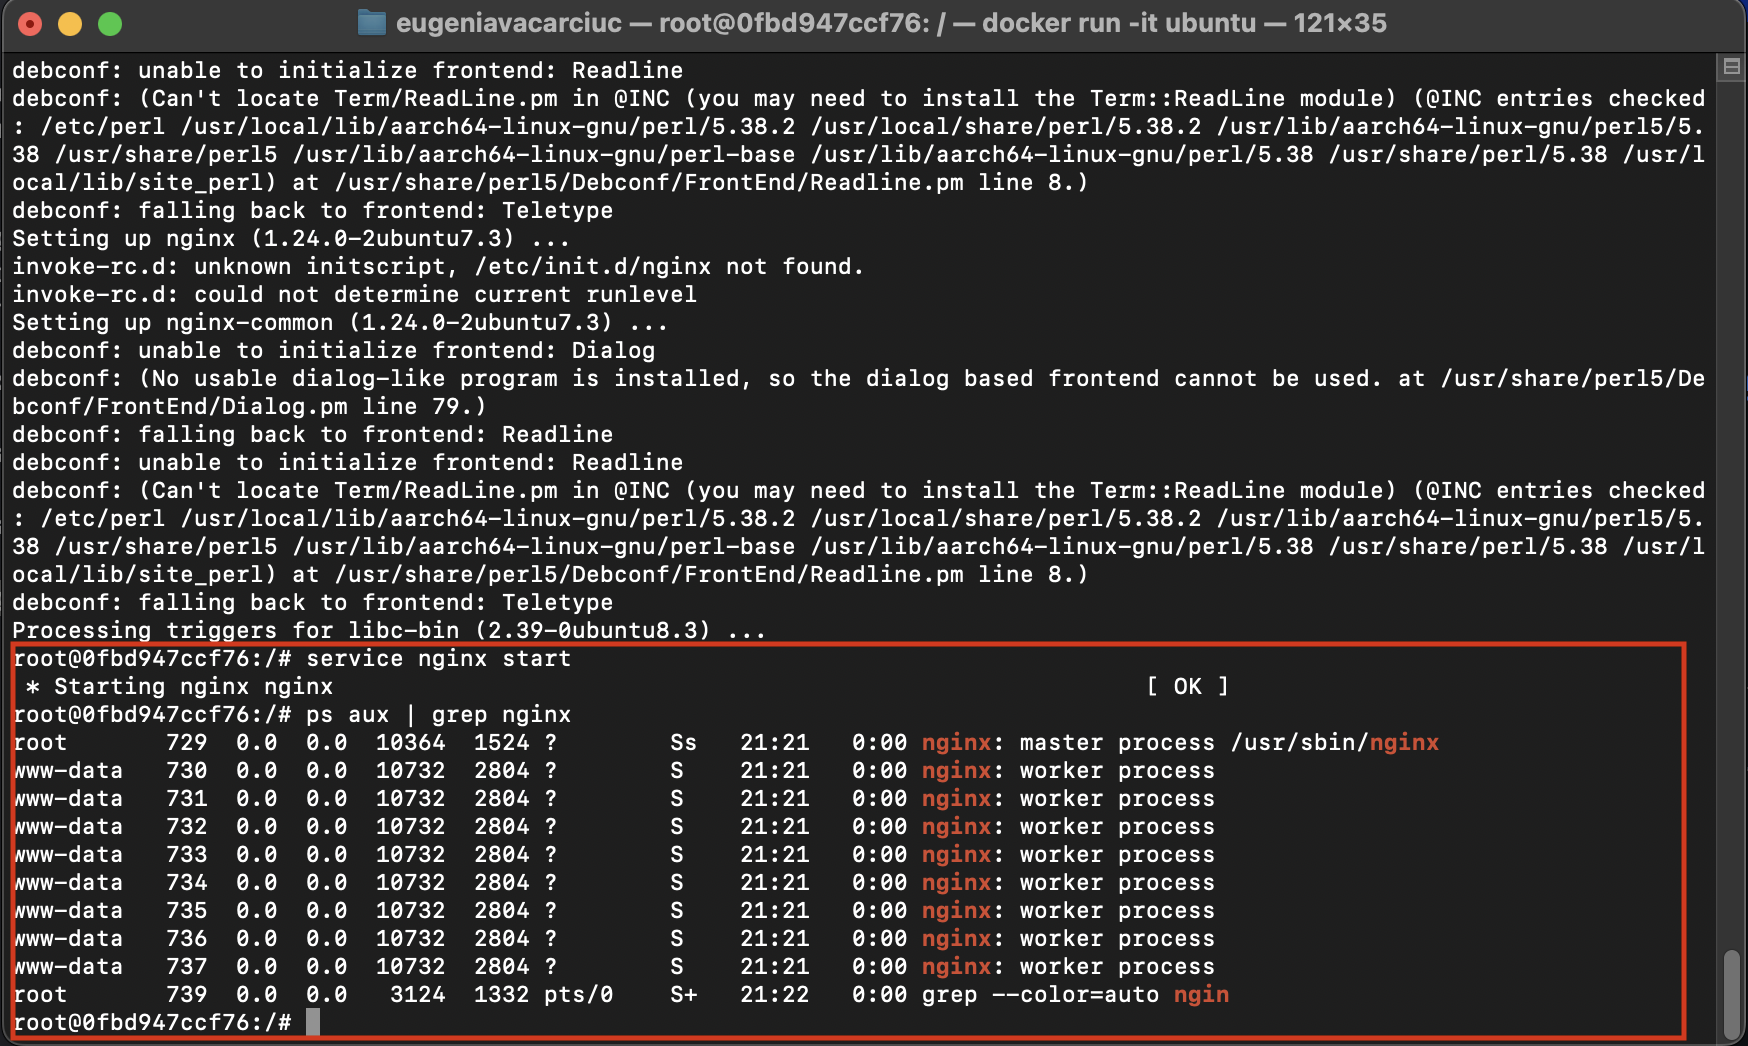 eugeniavacarciuc — root@0fbd947ccf76: / — docker run -it ubuntu — 121×35
debconf: unable to initialize frontend: Readline
debconf: (Can't locate Term/ReadLine.pm in @INC (you may need to install the Term::ReadLine module) (@INC entries checked
: /etc/perl /usr/local/lib/aarch64-linux-gnu/perl/5.38.2 /usr/local/share/perl/5.38.2 /usr/lib/aarch64-linux-gnu/perl5/5.
38 /usr/share/perl5 /usr/lib/aarch64-linux-gnu/perl-base /usr/lib/aarch64-linux-gnu/perl/5.38 /usr/share/perl/5.38 /usr/l
ocal/lib/site_perl) at /usr/share/perl5/Debconf/FrontEnd/Readline.pm line 8.)
debconf: falling back to frontend: Teletype
Setting up nginx (1.24.0-2ubuntu7.3) ...
invoke-rc.d: unknown initscript, /etc/init.d/nginx not found.
invoke-rc.d: could not determine current runlevel
Setting up nginx-common (1.24.0-2ubuntu7.3) ...
debconf: unable to initialize frontend: Dialog
debconf: (No usable dialog-like program is installed, so the dialog based frontend cannot be used. at /usr/share/perl5/De
bconf/FrontEnd/Dialog.pm line 79.)
debconf: falling back to frontend: Readline
debconf: unable to initialize frontend: Readline
debconf: (Can't locate Term/ReadLine.pm in @INC (you may need to install the Term::ReadLine module) (@INC entries checked
: /etc/perl /usr/local/lib/aarch64-linux-gnu/perl/5.38.2 /usr/local/share/perl/5.38.2 /usr/lib/aarch64-linux-gnu/perl5/5.
38 /usr/share/perl5 /usr/lib/aarch64-linux-gnu/perl-base /usr/lib/aarch64-linux-gnu/perl/5.38 /usr/share/perl/5.38 /usr/l
ocal/lib/site_perl) at /usr/share/perl5/Debconf/FrontEnd/Readline.pm line 8.)
debconf: falling back to frontend: Teletype
Processing triggers for libc-bin (2.39-0ubuntu8.3) ...
root@0fbd947ccf76:/# service nginx start
 * Starting nginx nginx                                                          [ OK ]
root@0fbd947ccf76:/# ps aux | grep nginx
root       729  0.0  0.0  10364  1524 ?        Ss   21:21   0:00 nginx: master process /usr/sbin/nginx
www-data   730  0.0  0.0  10732  2804 ?        S    21:21   0:00 nginx: worker process
www-data   731  0.0  0.0  10732  2804 ?        S    21:21   0:00 nginx: worker process
www-data   732  0.0  0.0  10732  2804 ?        S    21:21   0:00 nginx: worker process
www-data   733  0.0  0.0  10732  2804 ?        S    21:21   0:00 nginx: worker process
www-data   734  0.0  0.0  10732  2804 ?        S    21:21   0:00 nginx: worker process
www-data   735  0.0  0.0  10732  2804 ?        S    21:21   0:00 nginx: worker process
www-data   736  0.0  0.0  10732  2804 ?        S    21:21   0:00 nginx: worker process
www-data   737  0.0  0.0  10732  2804 ?        S    21:21   0:00 nginx: worker process
root       739  0.0  0.0   3124  1332 pts/0    S+   21:22   0:00 grep --color=auto ngin
root@0fbd947ccf76:/#